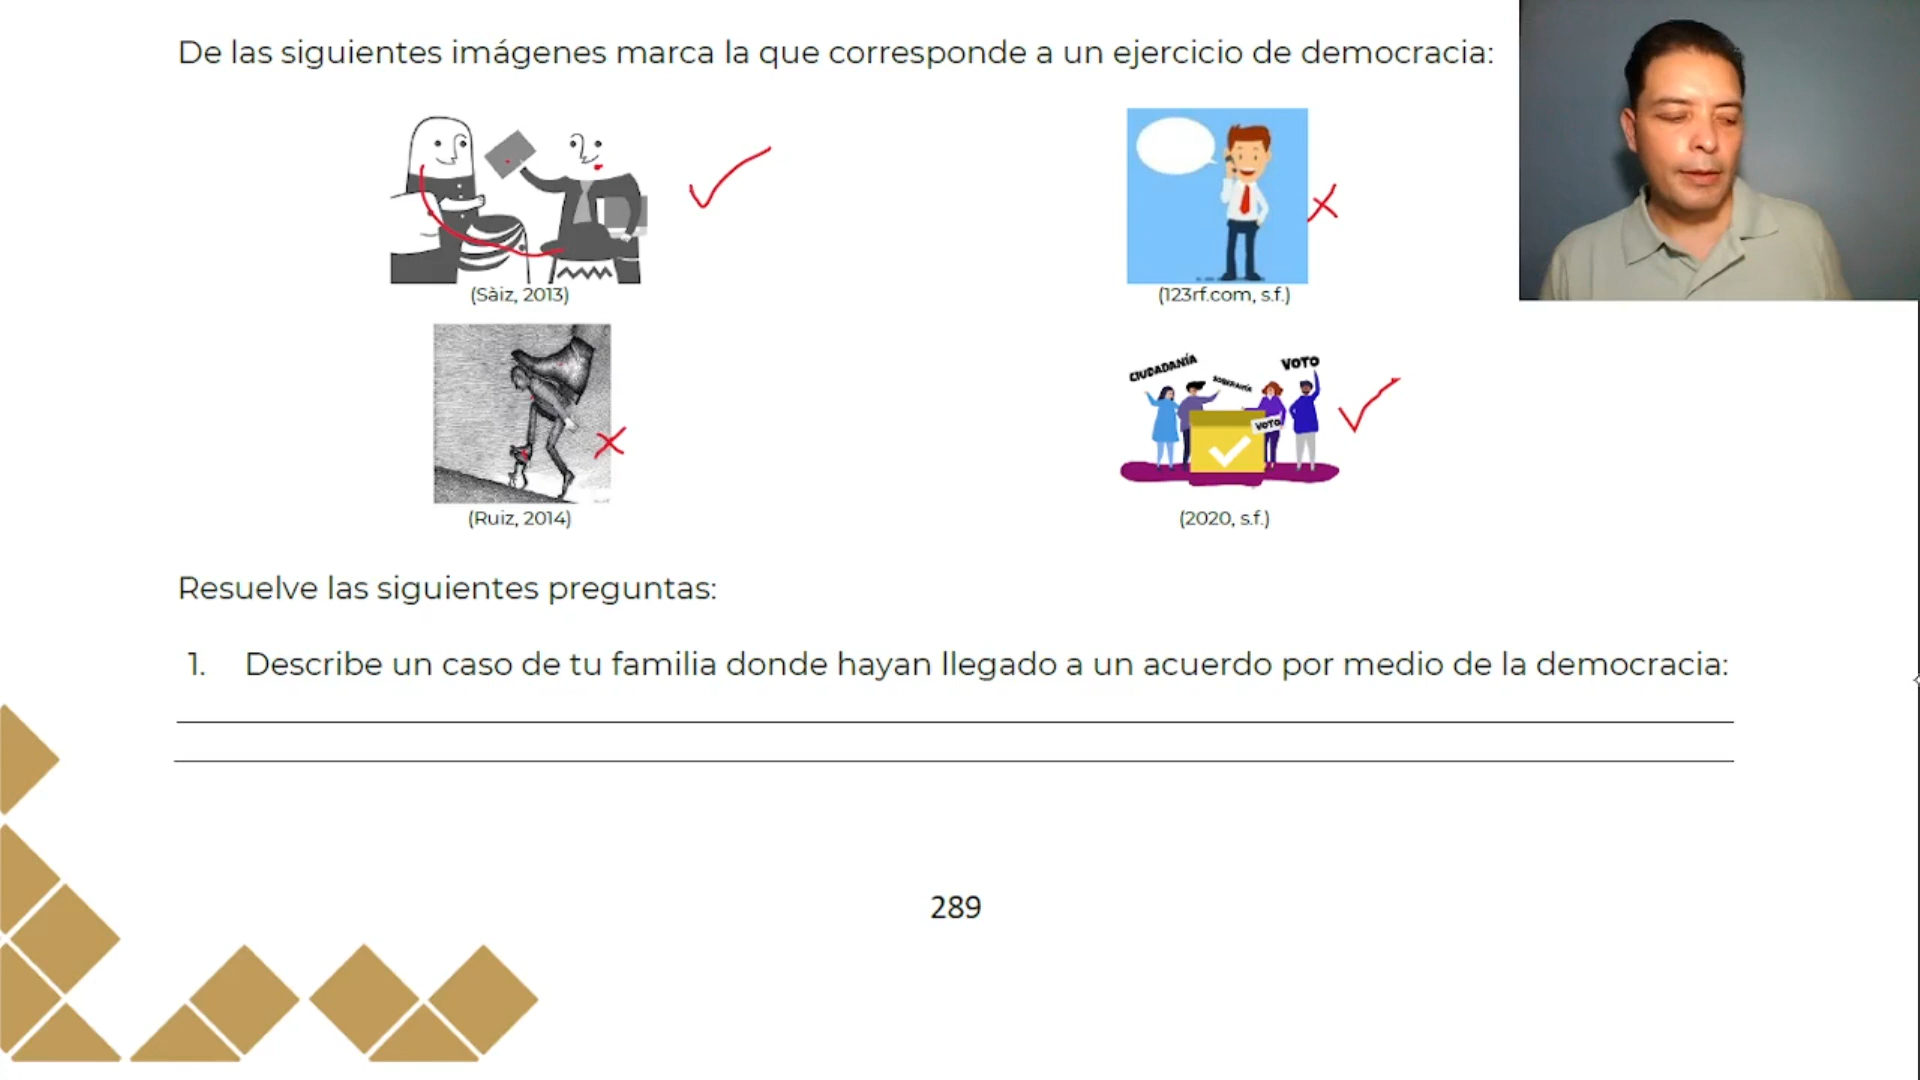 De las siguientes imágenes marca la que corresponde a un ejercicio de democracia:
(Sàiz, 2013)
(123rf.com, s.f.)
CIUDADANÍA
SOBERANÍA
VOTO
VOTO
(Ruiz, 2014)
(2020, s.f.)
Resuelve las siguientes preguntas:
1. Describe un caso de tu familia donde hayan llegado a un acuerdo por medio de la democracia:
289